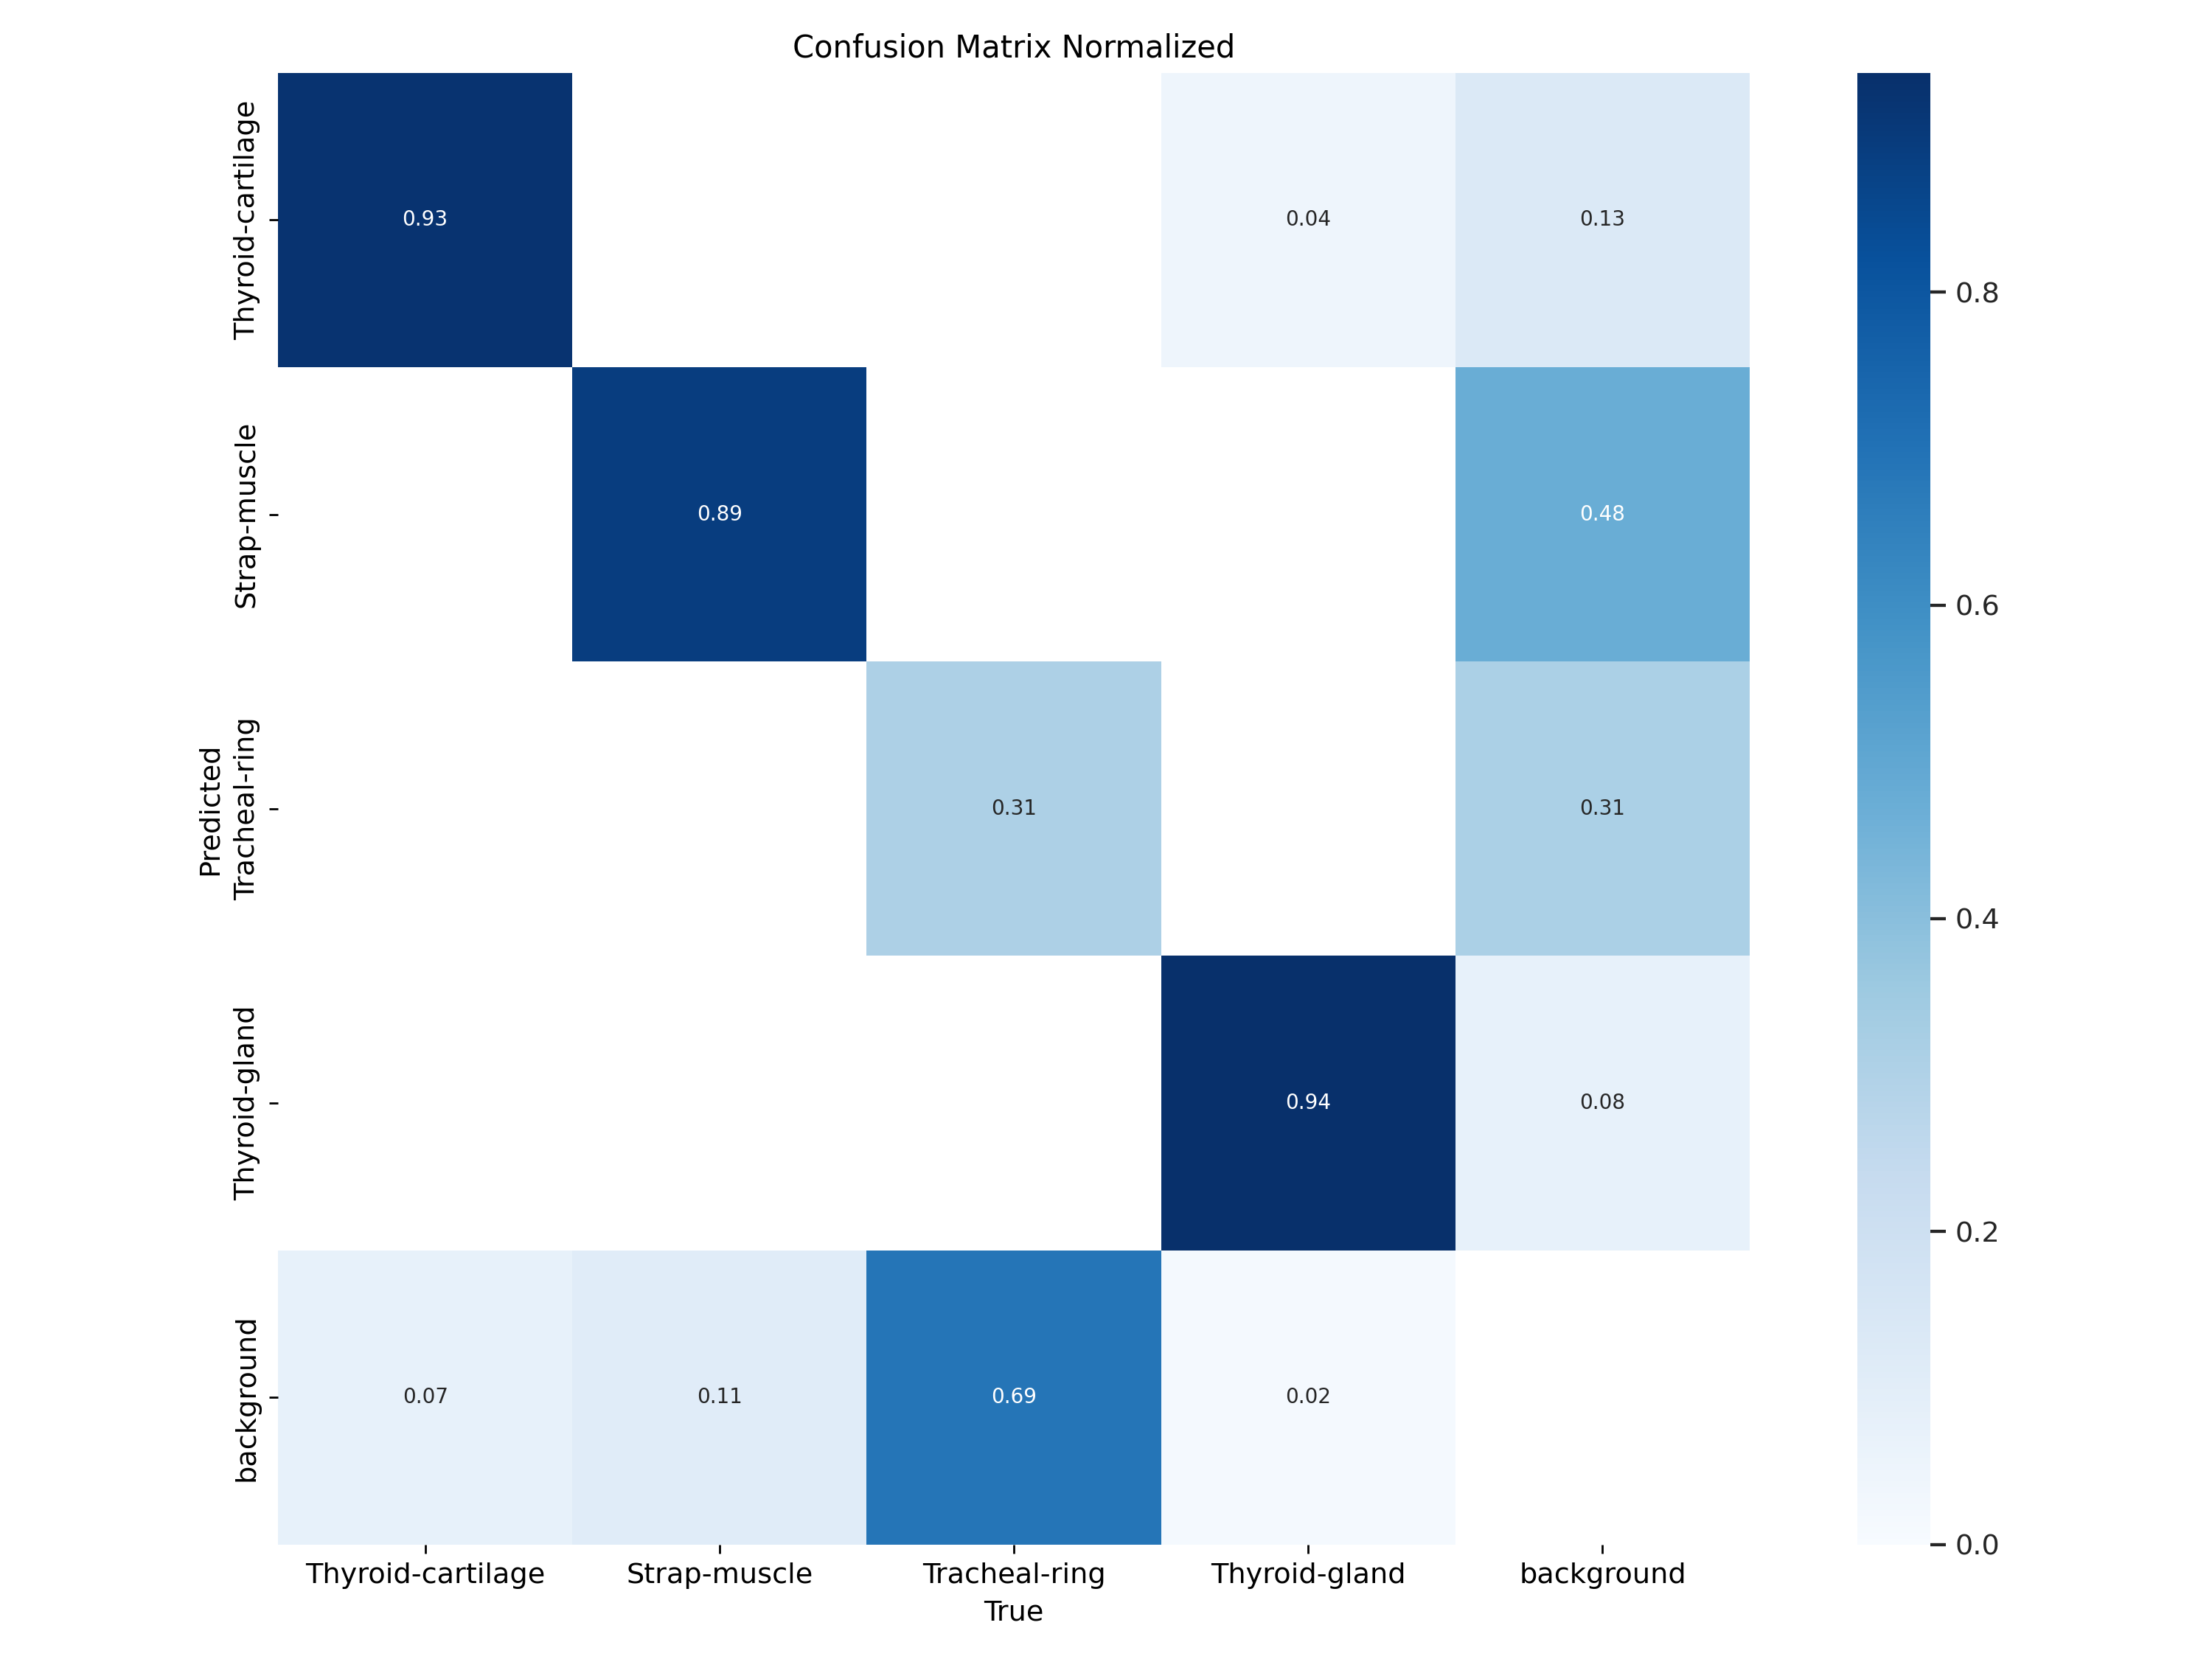 Confusion Matrix Normalized
Thyroid-cartilage
0.93
0.04
0.13
Strap-muscle
0.89
0.48
Predicted
Tracheal-ring
0.31
0.31
Thyroid-gland
0.94
0.08
background
0.07
0.11
0.69
0.02
Thyroid-cartilage
Strap-muscle
Tracheal-ring
Thyroid-gland
background
True
0.8
0.6
0.4
0.2
0.0